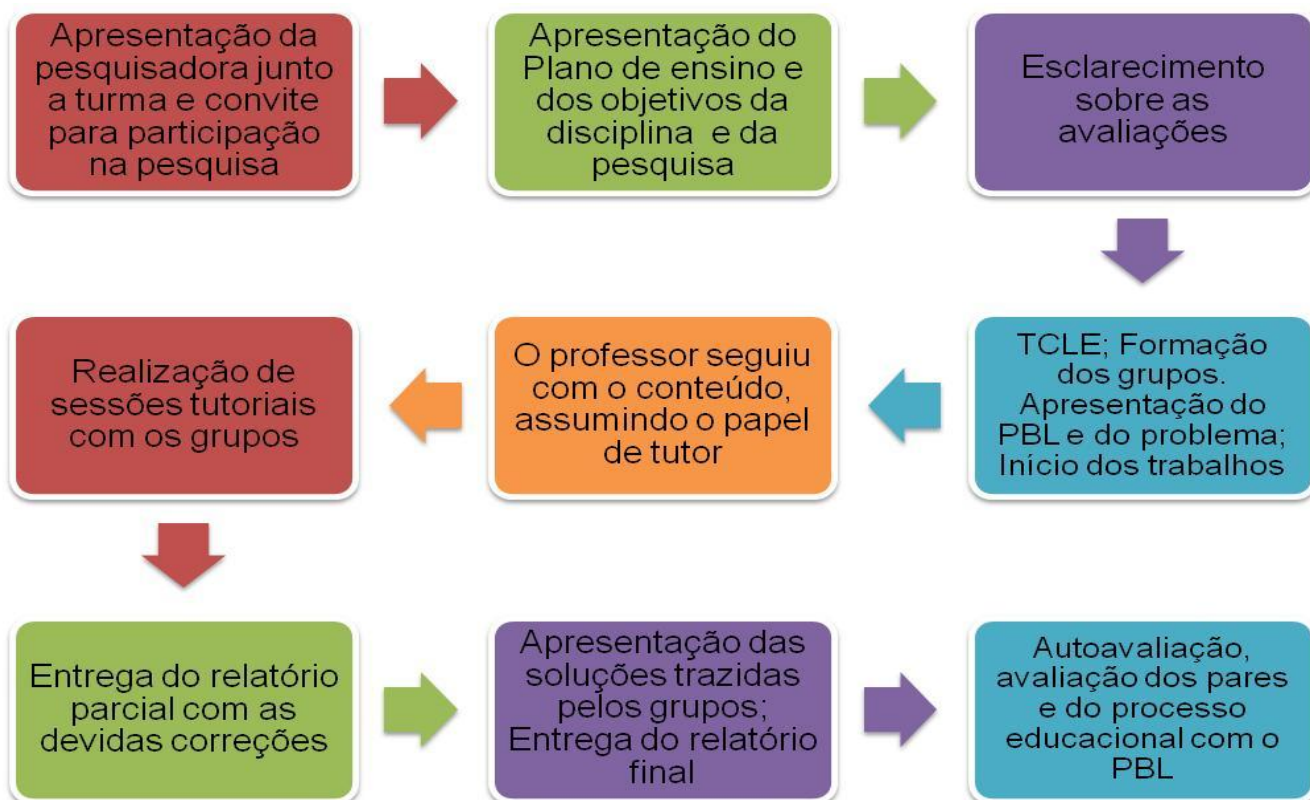 Apresentação da
pesquisadora junto
a turma e convite
para participação
na pesquisa
Apresentação do
Plano de ensino e
dos objetivos da
disciplina e da
pesquisa
Esclarecimento
sobre as
avaliações
TCLE; Formação
dos grupos.
Apresentação do
PBL e do problema;
Início dos trabalhos
O professor seguiu
com o conteúdo,
assumindo o papel
de tutor
Realização de
sessões tutoriais
com os grupos
Entrega do relatório
parcial com as
devidas correções
Apresentação das
soluções trazidas
pelos grupos;
Entrega do relatório
final
Autoavaliação,
avaliação dos pares
e do processo
educacional com o
PBL